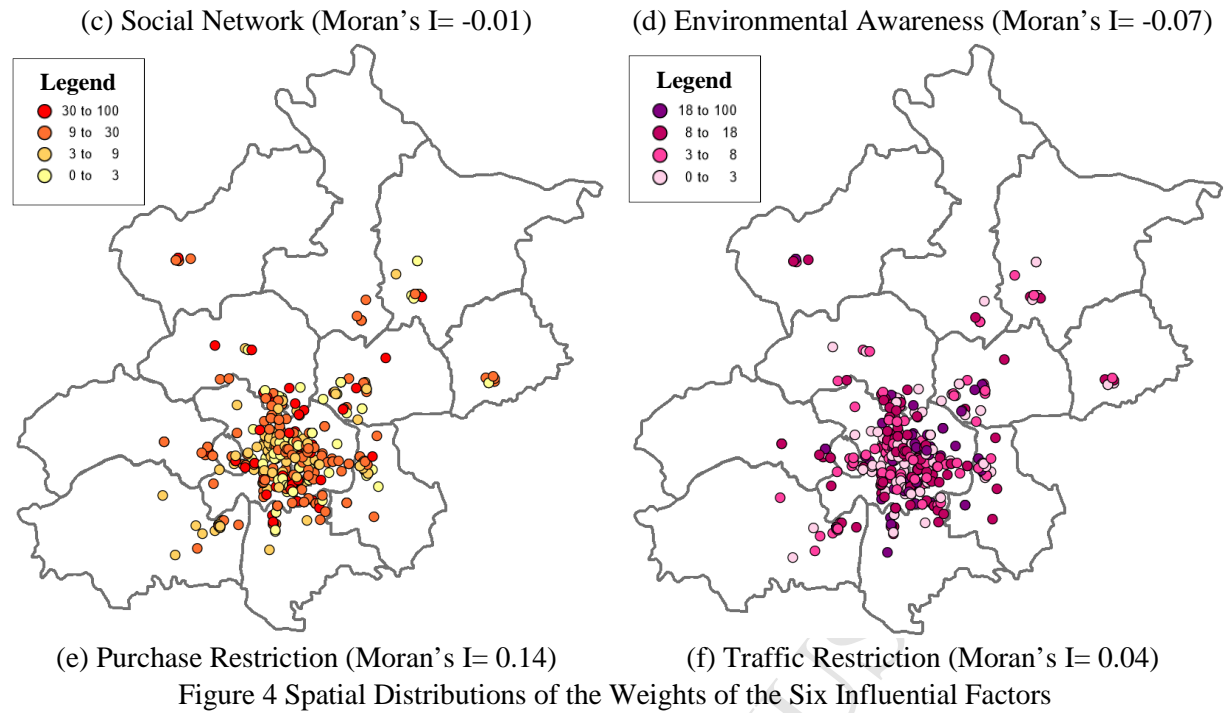 (c) Social Network (Moran’s I= -0.01)
(d) Environmental Awareness (Moran’s I= -0.07)
Legend
30 to 100
9 to 30
3 to 9
0 to 3
Legend
18 to 100
8 to 18
3 to 8
0 to 3
(e) Purchase Restriction (Moran’s I= 0.14)
(f) Traffic Restriction (Moran’s I= 0.04)
Figure 4 Spatial Distributions of the Weights of the Six Influential Factors